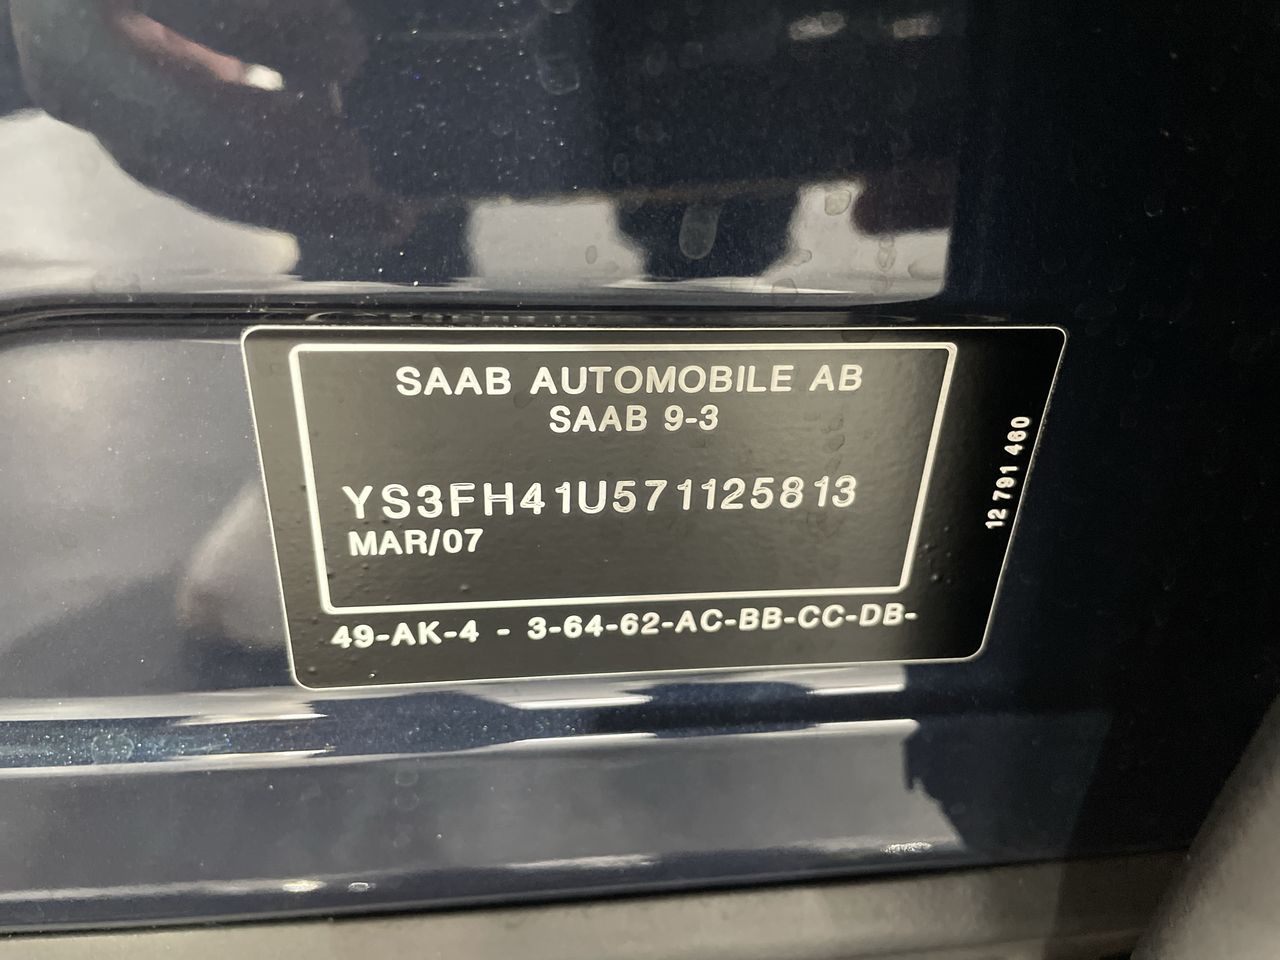 SAAB AUTOMOBILE AB
SAAB 9-3
YS3FH41U571125813
MAR/07
49-AK-4 - 3-64-62-AC-BB-CC-DB-
12 791 460